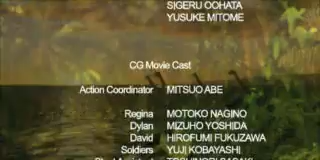 SIGERU OOHATA
YUSUKE MITOME
CG Movie Cast
Action Coordinator MITSUO ABE
Regina MOTOKO NAGINO
Dylan MIZUHO YOSHIDA
David HIROFUMI FUKUZAWA
Soldiers YUJI KOBAYASHI